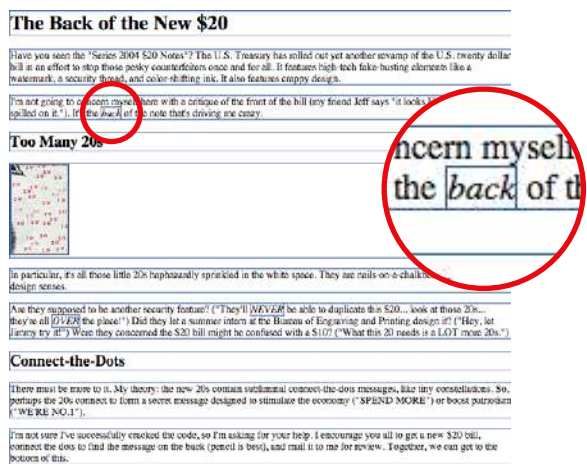 The Back of the New $20
Have you seen the "Series 2004 $20 Notes"? The U.S. Treasury has rolled out yet another revamp of the U.S. twenty dollar
bill in an effort to stop those pesky counterfeiters once and for all. It features high-tech fake-busting elements like a
watermark, a security thread, and color-shifting ink. It also features crappy design.
I'm not going to concern myself here with a critique of the front of the bill (my friend Jeff says "it looks
spilled on it."). It's the back of the note that's driving me crazy.
ncern myself
the back of th
Too Many 20s
In particular, it's all those little 20s haphazardly sprinkled in the white space. They are nails-on-a-chalkbo
design senses.
Are they supposed to be another security feature? ("They'll NEVER be able to duplicate this $20... look at those 20s...
they're all OVER the place!") Did they let a summer intern at the Bureau of Engraving and Printing design it? ("Hey, let
Jimmy try it!") Were they concerned the $20 bill might be confused with a $10? ("What this 20 needs is a LOT more 20s.")
Connect-the-Dots
There must be more to it. My theory: the new 20s contain subliminal connect-the-dots messages, like tiny constellations. So,
perhaps the 20s connect to form a secret message designed to stimulate the economy ("SPEND MORE") or boost patriotism
("WE'RE NO.1").
I'm not sure I've successfully cracked the code, so I'm asking for your help. I encourage you all to get a new $20 bill,
connect the dots to find the message on the back (pencil is best), and mail it to me for review. Together, we can get to the
bottom of this.